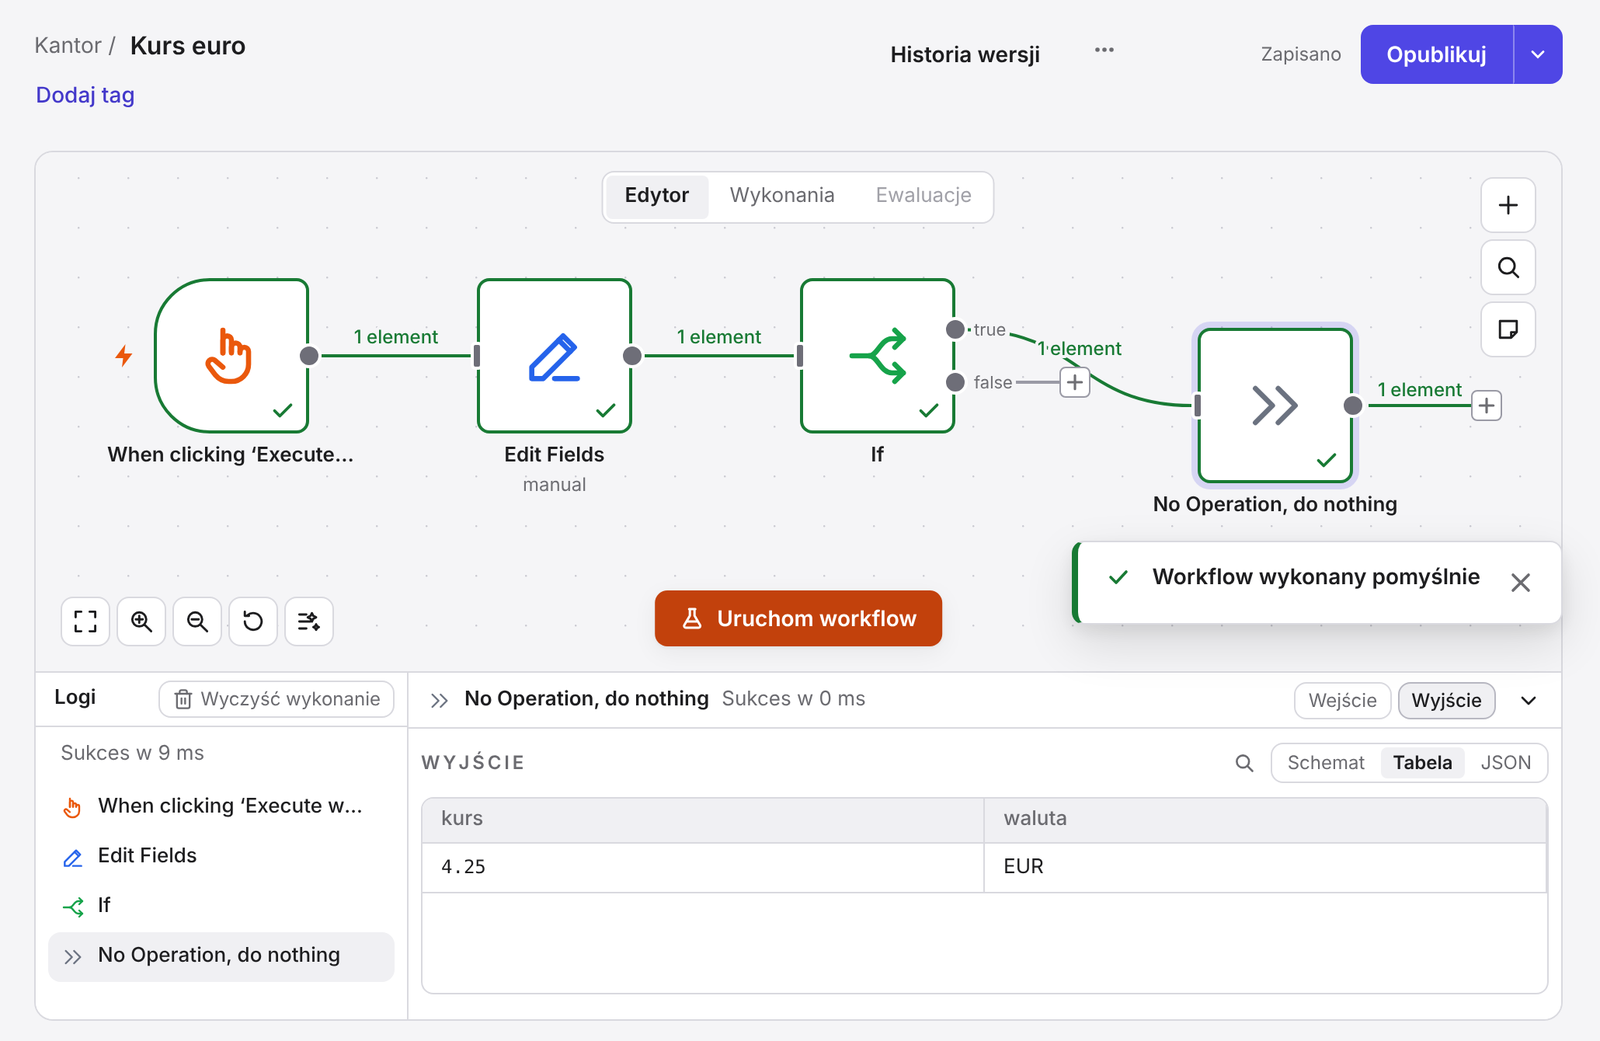 Kantor / Kurs euro
Historia wersji
Zapisano
Opublikuj
Dodaj tag
Edytor
Wykonania
Ewaluacje
1 element
1 element
true
1 element
false
1 element
When clicking ‘Execute...
Edit Fields
manual
If
No Operation, do nothing
Workflow wykonany pomyślnie
Uruchom workflow
Logi
Wyczyść wykonanie
No Operation, do nothing Sukces w 0 ms
Wejście
Wyjście
Sukces w 9 ms
When clicking ‘Execute w...
Edit Fields
If
No Operation, do nothing
WYJŚCIE
Schemat
Tabela
JSON
kurs
waluta
4.25
EUR